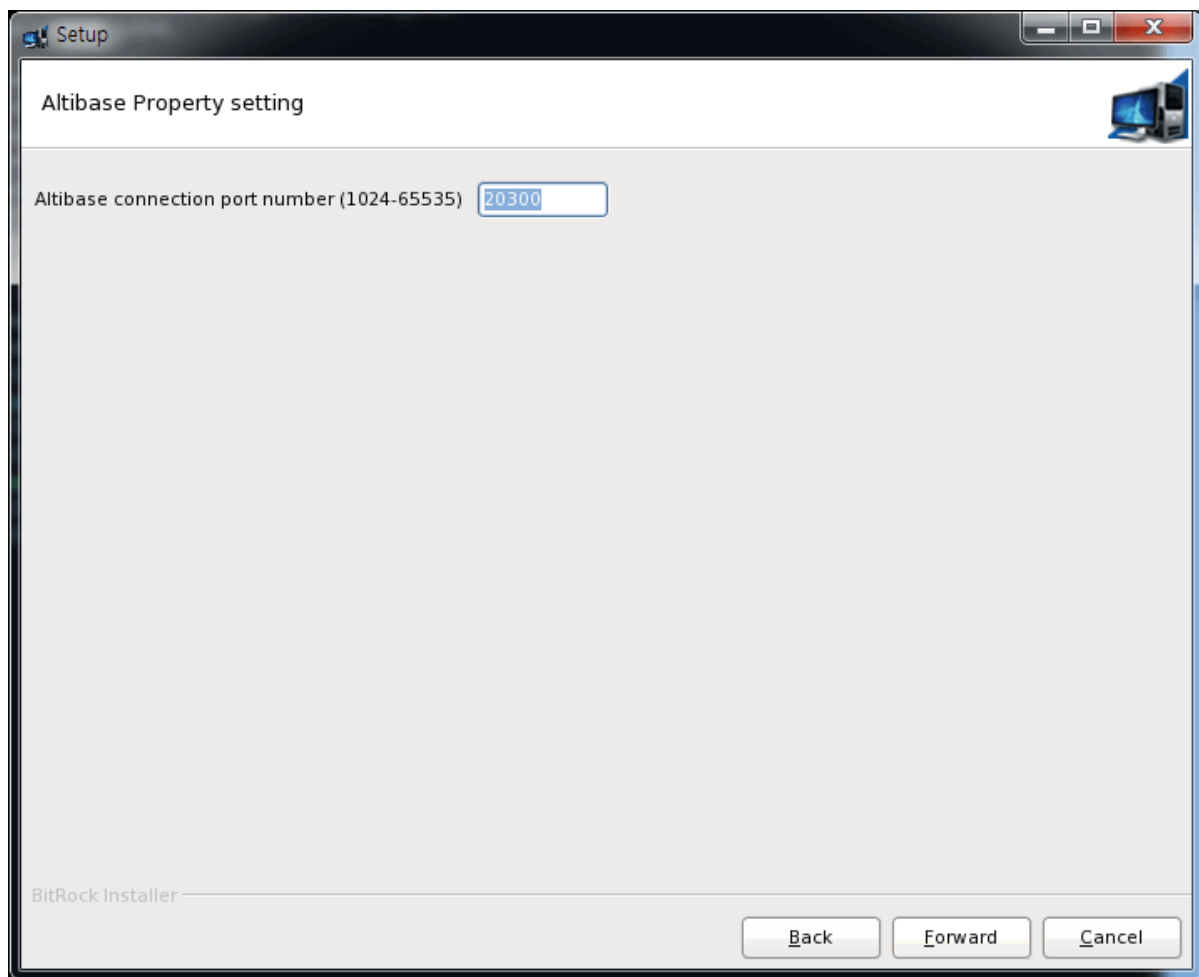 Setup
Altibase Property setting
Altibase connection port number (1024-65535) 20300
BitRock Installer
Back Forward Cancel